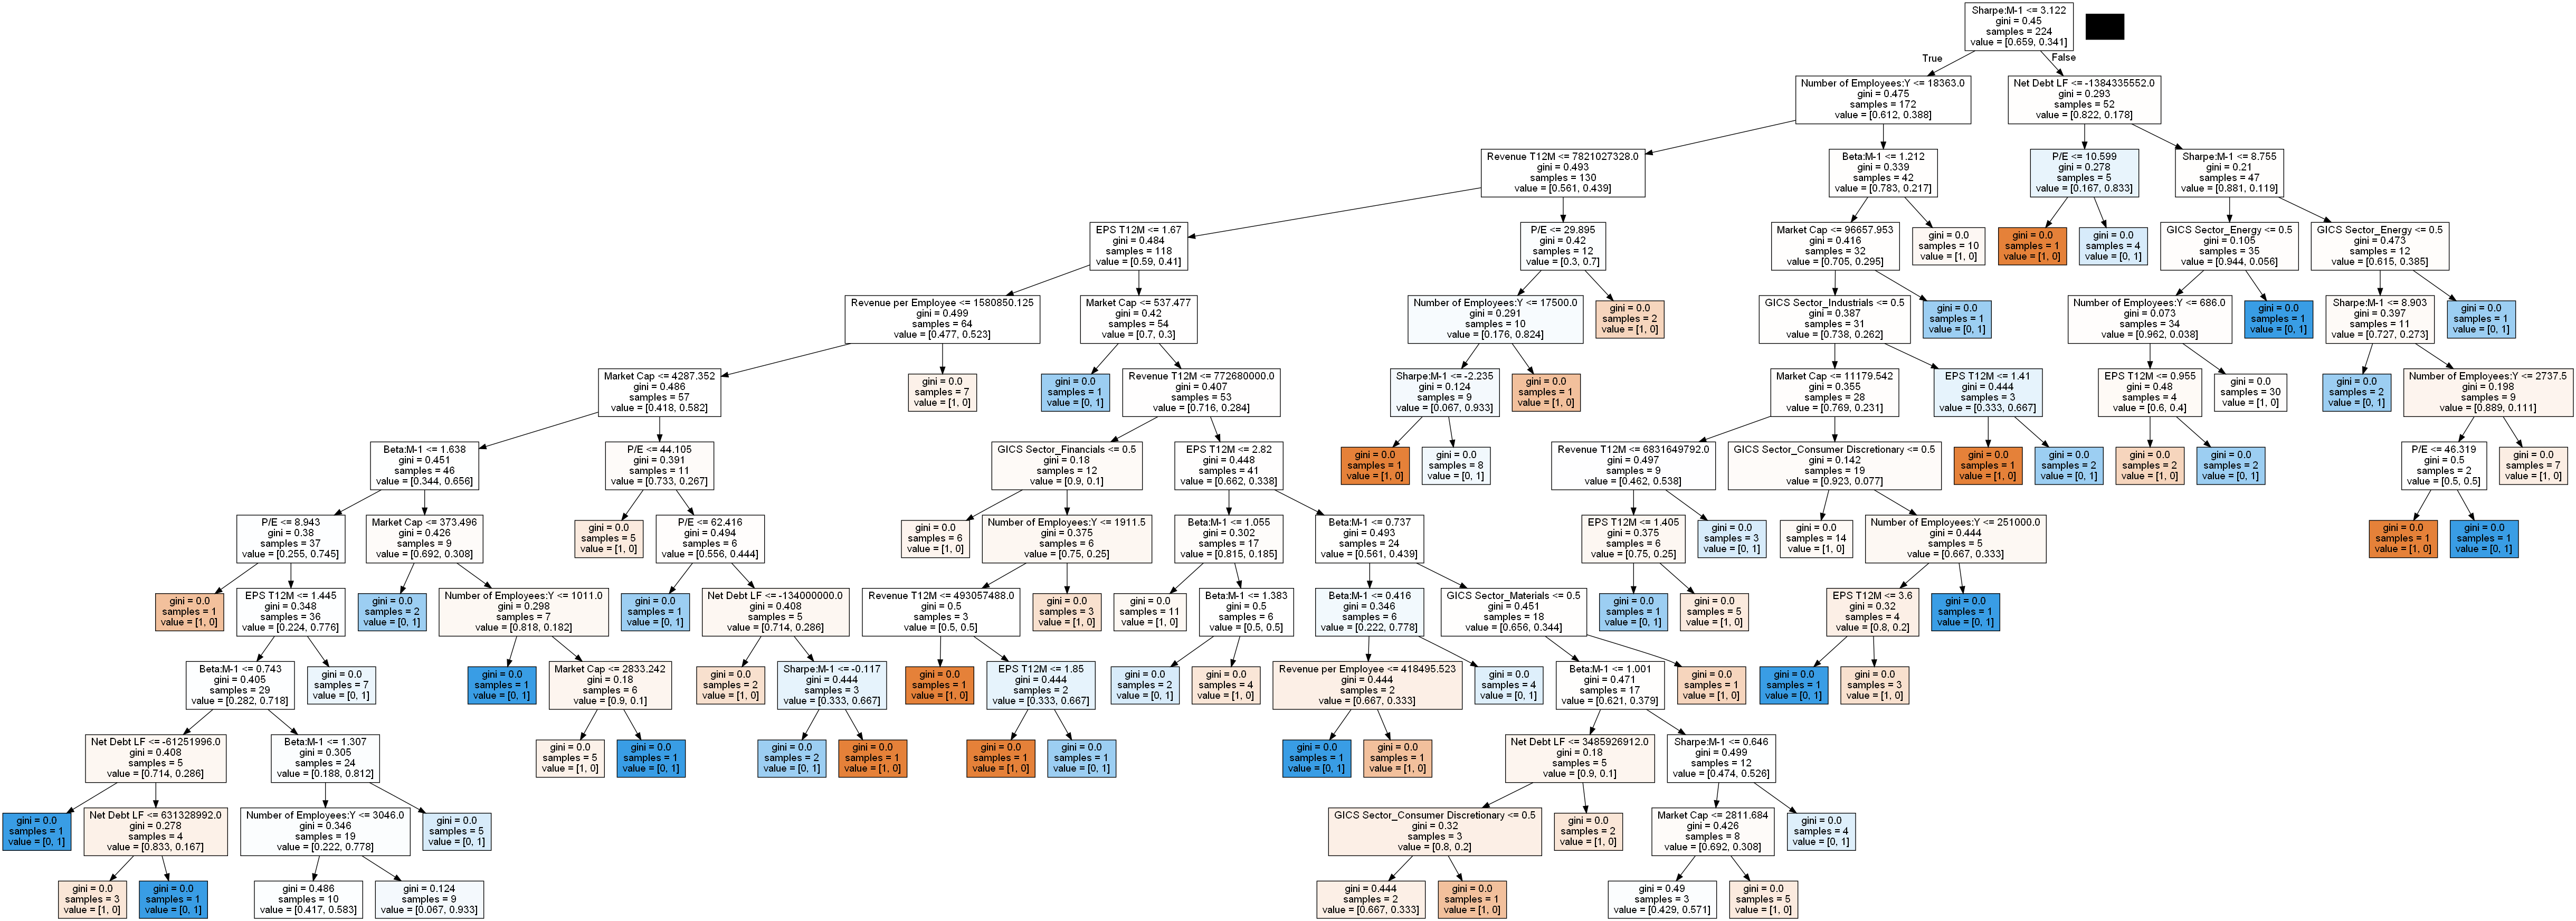 Sharpe:M-1 <= 3.122
gini = 0.45
samples = 224
value = [0.659, 0.341]
True
False
Number of Employees:Y <= 18363.0
gini = 0.475
samples = 172
value = [0.612, 0.388]
Net Debt LF <= -1384335552.0
gini = 0.293
samples = 52
value = [0.822, 0.178]
Revenue T12M <= 7821027328.0
gini = 0.493
samples = 130
value = [0.561, 0.439]
Beta:M-1 <= 1.212
gini = 0.339
samples = 42
value = [0.783, 0.217]
P/E <= 10.599
gini = 0.278
samples = 5
value = [0.167, 0.833]
Sharpe:M-1 <= 8.755
gini = 0.21
samples = 47
value = [0.881, 0.119]
EPS T12M <= 1.67
gini = 0.484
samples = 118
value = [0.59, 0.41]
P/E <= 29.895
gini = 0.42
samples = 12
value = [0.3, 0.7]
Market Cap <= 96657.953
gini = 0.416
samples = 32
value = [0.705, 0.295]
gini = 0.0
samples = 10
value = [1, 0]
gini = 0.0
samples = 1
value = [1, 0]
gini = 0.0
samples = 4
value = [0, 1]
GICS Sector_Energy <= 0.5
gini = 0.105
samples = 35
value = [0.944, 0.056]
GICS Sector_Energy <= 0.5
gini = 0.473
samples = 12
value = [0.615, 0.385]
Revenue per Employee <= 1580850.125
gini = 0.499
samples = 64
value = [0.477, 0.523]
Market Cap <= 537.477
gini = 0.42
samples = 54
value = [0.7, 0.3]
Number of Employees:Y <= 17500.0
gini = 0.291
samples = 10
value = [0.176, 0.824]
gini = 0.0
samples = 2
value = [1, 0]
GICS Sector_Industrials <= 0.5
gini = 0.387
samples = 31
value = [0.738, 0.262]
gini = 0.0
samples = 1
value = [0, 1]
Number of Employees:Y <= 686.0
gini = 0.073
samples = 34
value = [0.962, 0.038]
gini = 0.0
samples = 1
value = [0, 1]
Sharpe:M-1 <= 8.903
gini = 0.397
samples = 11
value = [0.727, 0.273]
gini = 0.0
samples = 1
value = [0, 1]
Market Cap <= 4287.352
gini = 0.486
samples = 57
value = [0.418, 0.582]
gini = 0.0
samples = 7
value = [1, 0]
gini = 0.0
samples = 1
value = [0, 1]
Revenue T12M <= 772680000.0
gini = 0.407
samples = 53
value = [0.716, 0.284]
Sharpe:M-1 <= -2.235
gini = 0.124
samples = 9
value = [0.067, 0.933]
gini = 0.0
samples = 1
value = [1, 0]
Market Cap <= 11179.542
gini = 0.355
samples = 28
value = [0.769, 0.231]
EPS T12M <= 1.41
gini = 0.444
samples = 3
value = [0.333, 0.667]
EPS T12M <= 0.955
gini = 0.48
samples = 4
value = [0.6, 0.4]
gini = 0.0
samples = 30
value = [1, 0]
gini = 0.0
samples = 2
value = [0, 1]
Number of Employees:Y <= 2737.5
gini = 0.198
samples = 9
value = [0.889, 0.111]
Beta:M-1 <= 1.638
gini = 0.451
samples = 46
value = [0.344, 0.656]
P/E <= 44.105
gini = 0.391
samples = 11
value = [0.733, 0.267]
GICS Sector_Financials <= 0.5
gini = 0.18
samples = 12
value = [0.9, 0.1]
EPS T12M <= 2.82
gini = 0.448
samples = 41
value = [0.662, 0.338]
gini = 0.0
samples = 1
value = [1, 0]
gini = 0.0
samples = 8
value = [0, 1]
Revenue T12M <= 6831649792.0
gini = 0.497
samples = 9
value = [0.462, 0.538]
GICS Sector_Consumer Discretionary <= 0.5
gini = 0.142
samples = 19
value = [0.923, 0.077]
gini = 0.0
samples = 1
value = [1, 0]
gini = 0.0
samples = 2
value = [0, 1]
gini = 0.0
samples = 2
value = [1, 0]
gini = 0.0
samples = 2
value = [0, 1]
P/E <= 46.319
gini = 0.5
samples = 2
value = [0.5, 0.5]
gini = 0.0
samples = 7
value = [1, 0]
P/E <= 8.943
gini = 0.38
samples = 37
value = [0.255, 0.745]
Market Cap <= 373.496
gini = 0.426
samples = 9
value = [0.692, 0.308]
gini = 0.0
samples = 5
value = [1, 0]
P/E <= 62.416
gini = 0.494
samples = 6
value = [0.556, 0.444]
gini = 0.0
samples = 6
value = [1, 0]
Number of Employees:Y <= 1911.5
gini = 0.375
samples = 6
value = [0.75, 0.25]
Beta:M-1 <= 1.055
gini = 0.302
samples = 17
value = [0.815, 0.185]
Beta:M-1 <= 0.737
gini = 0.493
samples = 24
value = [0.561, 0.439]
EPS T12M <= 1.405
gini = 0.375
samples = 6
value = [0.75, 0.25]
gini = 0.0
samples = 3
value = [0, 1]
gini = 0.0
samples = 14
value = [1, 0]
Number of Employees:Y <= 251000.0
gini = 0.444
samples = 5
value = [0.667, 0.333]
gini = 0.0
samples = 1
value = [1, 0]
gini = 0.0
samples = 1
value = [0, 1]
gini = 0.0
samples = 1
value = [1, 0]
EPS T12M <= 1.445
gini = 0.348
samples = 36
value = [0.224, 0.776]
gini = 0.0
samples = 2
value = [0, 1]
Number of Employees:Y <= 1011.0
gini = 0.298
samples = 7
value = [0.818, 0.182]
gini = 0.0
samples = 1
value = [0, 1]
Net Debt LF <= -134000000.0
gini = 0.408
samples = 5
value = [0.714, 0.286]
Revenue T12M <= 493057488.0
gini = 0.5
samples = 3
value = [0.5, 0.5]
gini = 0.0
samples = 3
value = [1, 0]
gini = 0.0
samples = 11
value = [1, 0]
Beta:M-1 <= 1.383
gini = 0.5
samples = 6
value = [0.5, 0.5]
Beta:M-1 <= 0.416
gini = 0.346
samples = 6
value = [0.222, 0.778]
GICS Sector_Materials <= 0.5
gini = 0.451
samples = 18
value = [0.656, 0.344]
gini = 0.0
samples = 1
value = [0, 1]
gini = 0.0
samples = 5
value = [1, 0]
EPS T12M <= 3.6
gini = 0.32
samples = 4
value = [0.8, 0.2]
gini = 0.0
samples = 1
value = [0, 1]
Beta:M-1 <= 0.743
gini = 0.405
samples = 29
value = [0.282, 0.718]
gini = 0.0
samples = 7
value = [0, 1]
gini = 0.0
samples = 1
value = [0, 1]
Market Cap <= 2833.242
gini = 0.18
samples = 6
value = [0.9, 0.1]
gini = 0.0
samples = 2
value = [1, 0]
Sharpe:M-1 <= -0.117
gini = 0.444
samples = 3
value = [0.333, 0.667]
gini = 0.0
samples = 1
value = [1, 0]
EPS T12M <= 1.85
gini = 0.444
samples = 2
value = [0.333, 0.667]
gini = 0.0
samples = 2
value = [0, 1]
gini = 0.0
samples = 4
value = [1, 0]
Revenue per Employee <= 418495.523
gini = 0.444
samples = 2
value = [0.667, 0.333]
gini = 0.0
samples = 4
value = [0, 1]
Beta:M-1 <= 1.001
gini = 0.471
samples = 17
value = [0.621, 0.379]
gini = 0.0
samples = 1
value = [1, 0]
gini = 0.0
samples = 1
value = [0, 1]
gini = 0.0
samples = 3
value = [1, 0]
Net Debt LF <= -61251996.0
gini = 0.408
samples = 5
value = [0.714, 0.286]
Beta:M-1 <= 1.307
gini = 0.305
samples = 24
value = [0.188, 0.812]
gini = 0.0
samples = 5
value = [1, 0]
gini = 0.0
samples = 1
value = [0, 1]
gini = 0.0
samples = 2
value = [0, 1]
gini = 0.0
samples = 1
value = [1, 0]
gini = 0.0
samples = 1
value = [1, 0]
gini = 0.0
samples = 1
value = [0, 1]
gini = 0.0
samples = 1
value = [0, 1]
gini = 0.0
samples = 1
value = [1, 0]
Net Debt LF <= 3485926912.0
gini = 0.18
samples = 5
value = [0.9, 0.1]
Sharpe:M-1 <= 0.646
gini = 0.499
samples = 12
value = [0.474, 0.526]
gini = 0.0
samples = 1
value = [0, 1]
Net Debt LF <= 631328992.0
gini = 0.278
samples = 4
value = [0.833, 0.167]
Number of Employees:Y <= 3046.0
gini = 0.346
samples = 19
value = [0.222, 0.778]
gini = 0.0
samples = 5
value = [0, 1]
GICS Sector_Consumer Discretionary <= 0.5
gini = 0.32
samples = 3
value = [0.8, 0.2]
gini = 0.0
samples = 2
value = [1, 0]
Market Cap <= 2811.684
gini = 0.426
samples = 8
value = [0.692, 0.308]
gini = 0.0
samples = 4
value = [0, 1]
gini = 0.0
samples = 3
value = [1, 0]
gini = 0.0
samples = 1
value = [0, 1]
gini = 0.486
samples = 10
value = [0.417, 0.583]
gini = 0.124
samples = 9
value = [0.067, 0.933]
gini = 0.444
samples = 2
value = [0.667, 0.333]
gini = 0.0
samples = 1
value = [1, 0]
gini = 0.49
samples = 3
value = [0.429, 0.571]
gini = 0.0
samples = 5
value = [1, 0]